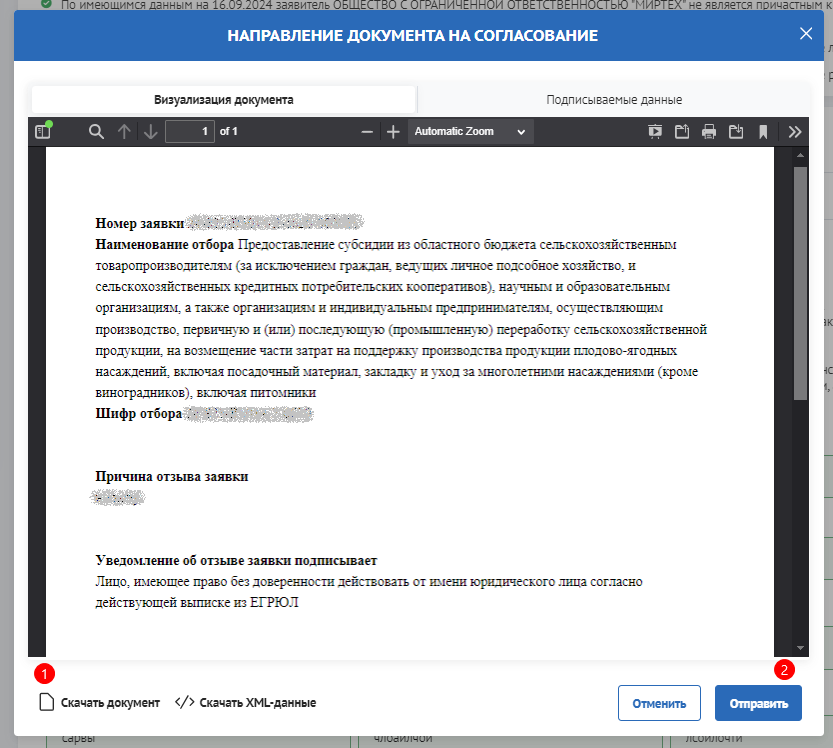 По имеющимся данным на 16.09.2024 заявитель ОБЩЕСТВО С ОГРАНИЧЕННОЙ ОТВЕТСТВЕННОСТЬЮ "МИРТЕХ" не является причастным к
НАПРАВЛЕНИЕ ДОКУМЕНТА НА СОГЛАСОВАНИЕ
Визуализация документа Подписываемые данные
1 of 1 Automatic Zoom
Номер заявки
Наименование отбора Предоставление субсидии из областного бюджета сельскохозяйственным
товаропроизводителям (за исключением граждан, ведущих личное подсобное хозяйство, и
сельскохозяйственных кредитных потребительских кооперативов), научным и образовательным
организациям, а также организациям и индивидуальным предпринимателям, осуществляющим
производство, первичную и (или) последующую (промышленную) переработку сельскохозяйственной
продукции, на возмещение части затрат на поддержку производства продукции плодово-ягодных
насаждений, включая посадочный материал, закладку и уход за многолетними насаждениями (кроме
виноградников), включая питомники
Шифр отбора
Причина отзыва заявки
Уведомление об отзыве заявки подписывает
Лицо, имеющее право без доверенности действовать от имени юридического лица согласно
действующей выписке из ЕГРЮЛ
1 2
Скачать документ </> Скачать XML-данные Отменить Отправить